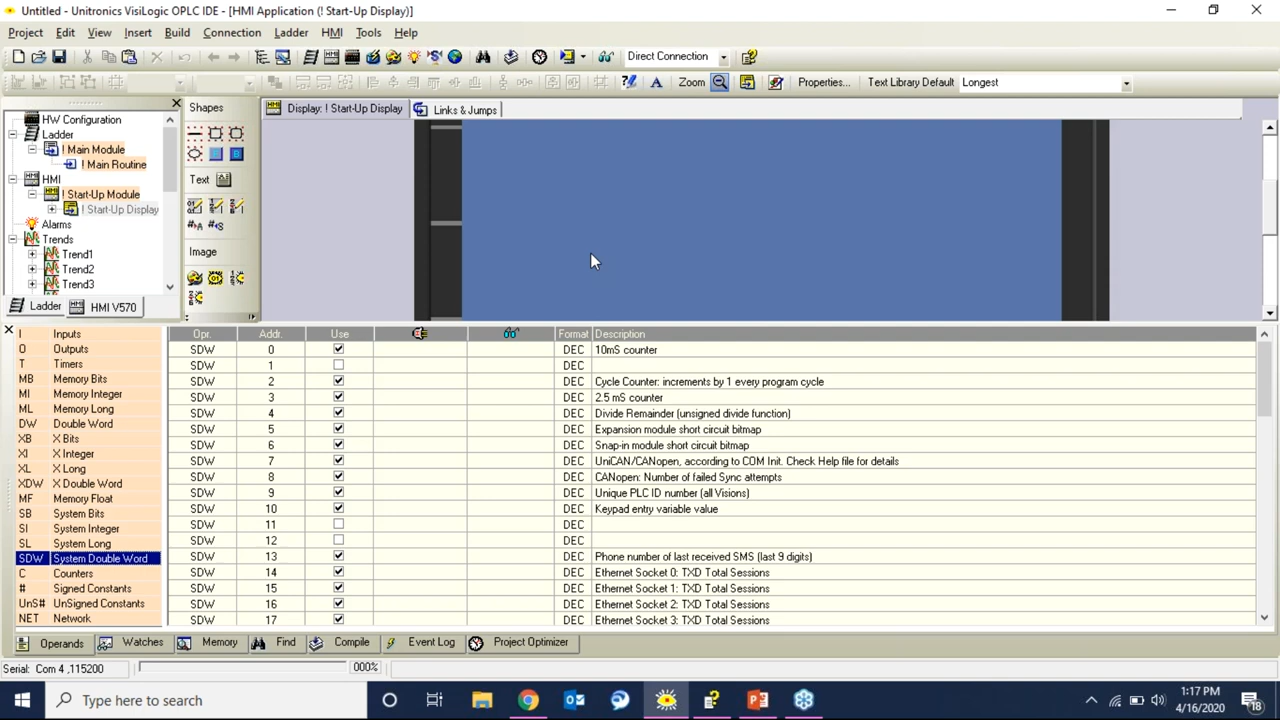 Untitled - Unitronics VisiLogic OPLC IDE - [HMI Application (! Start-Up Display)]
Project Edit View Insert Build Connection Ladder HMI Tools Help
Direct Connection
Zoom Properties... Text Library Default Longest
HW Configuration
Ladder
! Main Module
! Main Routine
HMI
! Start-Up Module
! Start-Up Display
Alarms
Trends
Trend1
Trend2
Trend3
Ladder HMI V570
Shapes
Text
Image
Display: ! Start-Up Display Links & Jumps
I Inputs
O Outputs
T Timers
MB Memory Bits
MI Memory Integer
ML Memory Long
DW Double Word
XB X Bits
XI X Integer
XL X Long
XDW X Double Word
MF Memory Float
SB System Bits
SI System Integer
SL System Long
SDW System Double Word
C Counters
# Signed Constants
UnS# UnSigned Constants
NET Network
Opr. Addr. Use Format Description
SDW 0 DEC 10mS counter
SDW 1 DEC
SDW 2 DEC Cycle Counter: increments by 1 every program cycle
SDW 3 DEC 2.5 mS counter
SDW 4 DEC Divide Remainder (unsigned divide function)
SDW 5 DEC Expansion module short circuit bitmap
SDW 6 DEC Snap-in module short circuit bitmap
SDW 7 DEC UniCAN/CANopen, according to COM Init. Check Help file for details
SDW 8 DEC CANopen: Number of failed Sync attempts
SDW 9 DEC Unique PLC ID number (all Visions)
SDW 10 DEC Keypad entry variable value
SDW 11 DEC
SDW 12 DEC
SDW 13 DEC Phone number of last received SMS (last 9 digits)
SDW 14 DEC Ethernet Socket 0: TXD Total Sessions
SDW 15 DEC Ethernet Socket 1: TXD Total Sessions
SDW 16 DEC Ethernet Socket 2: TXD Total Sessions
SDW 17 DEC Ethernet Socket 3: TXD Total Sessions
Operands Watches Memory Find Compile Event Log Project Optimizer
Serial: Com 4 ,115200 000%
Type here to search
1:17 PM
4/16/2020
18